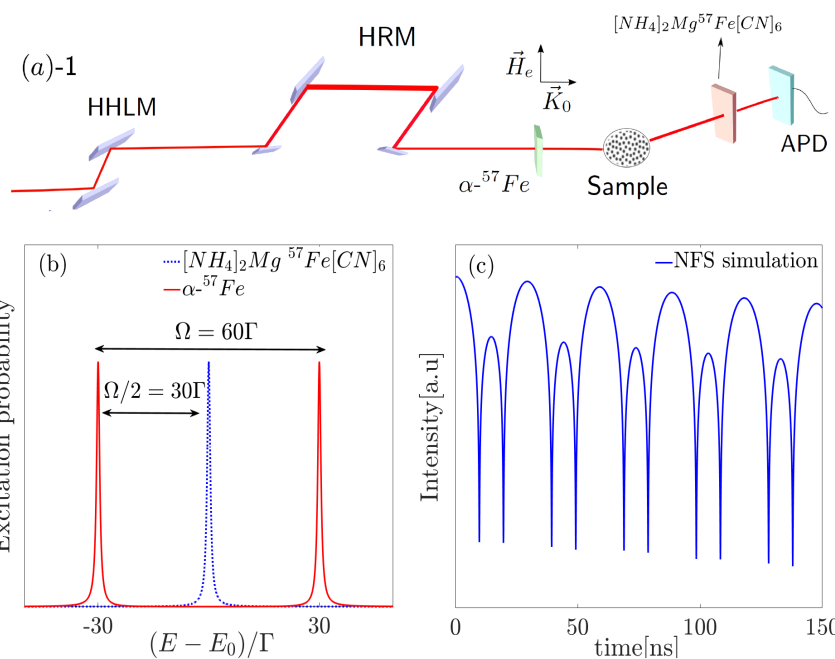 [NH₄]₂Mg⁵⁷Fe[CN]₆
(a)-1
HRM
H⃗ₑ
K⃗₀
HHLM
APD
α-⁵⁷Fe
Sample
(b)
[NH₄]₂Mg ⁵⁷Fe[CN]₆
α-⁵⁷Fe
Ω = 60Γ
Ω/2 = 30Γ
Excitation probability
-30
30
(E − E₀)/Γ
(c)
NFS simulation
Intensity[a.u]
0
50
100
150
time[ns]